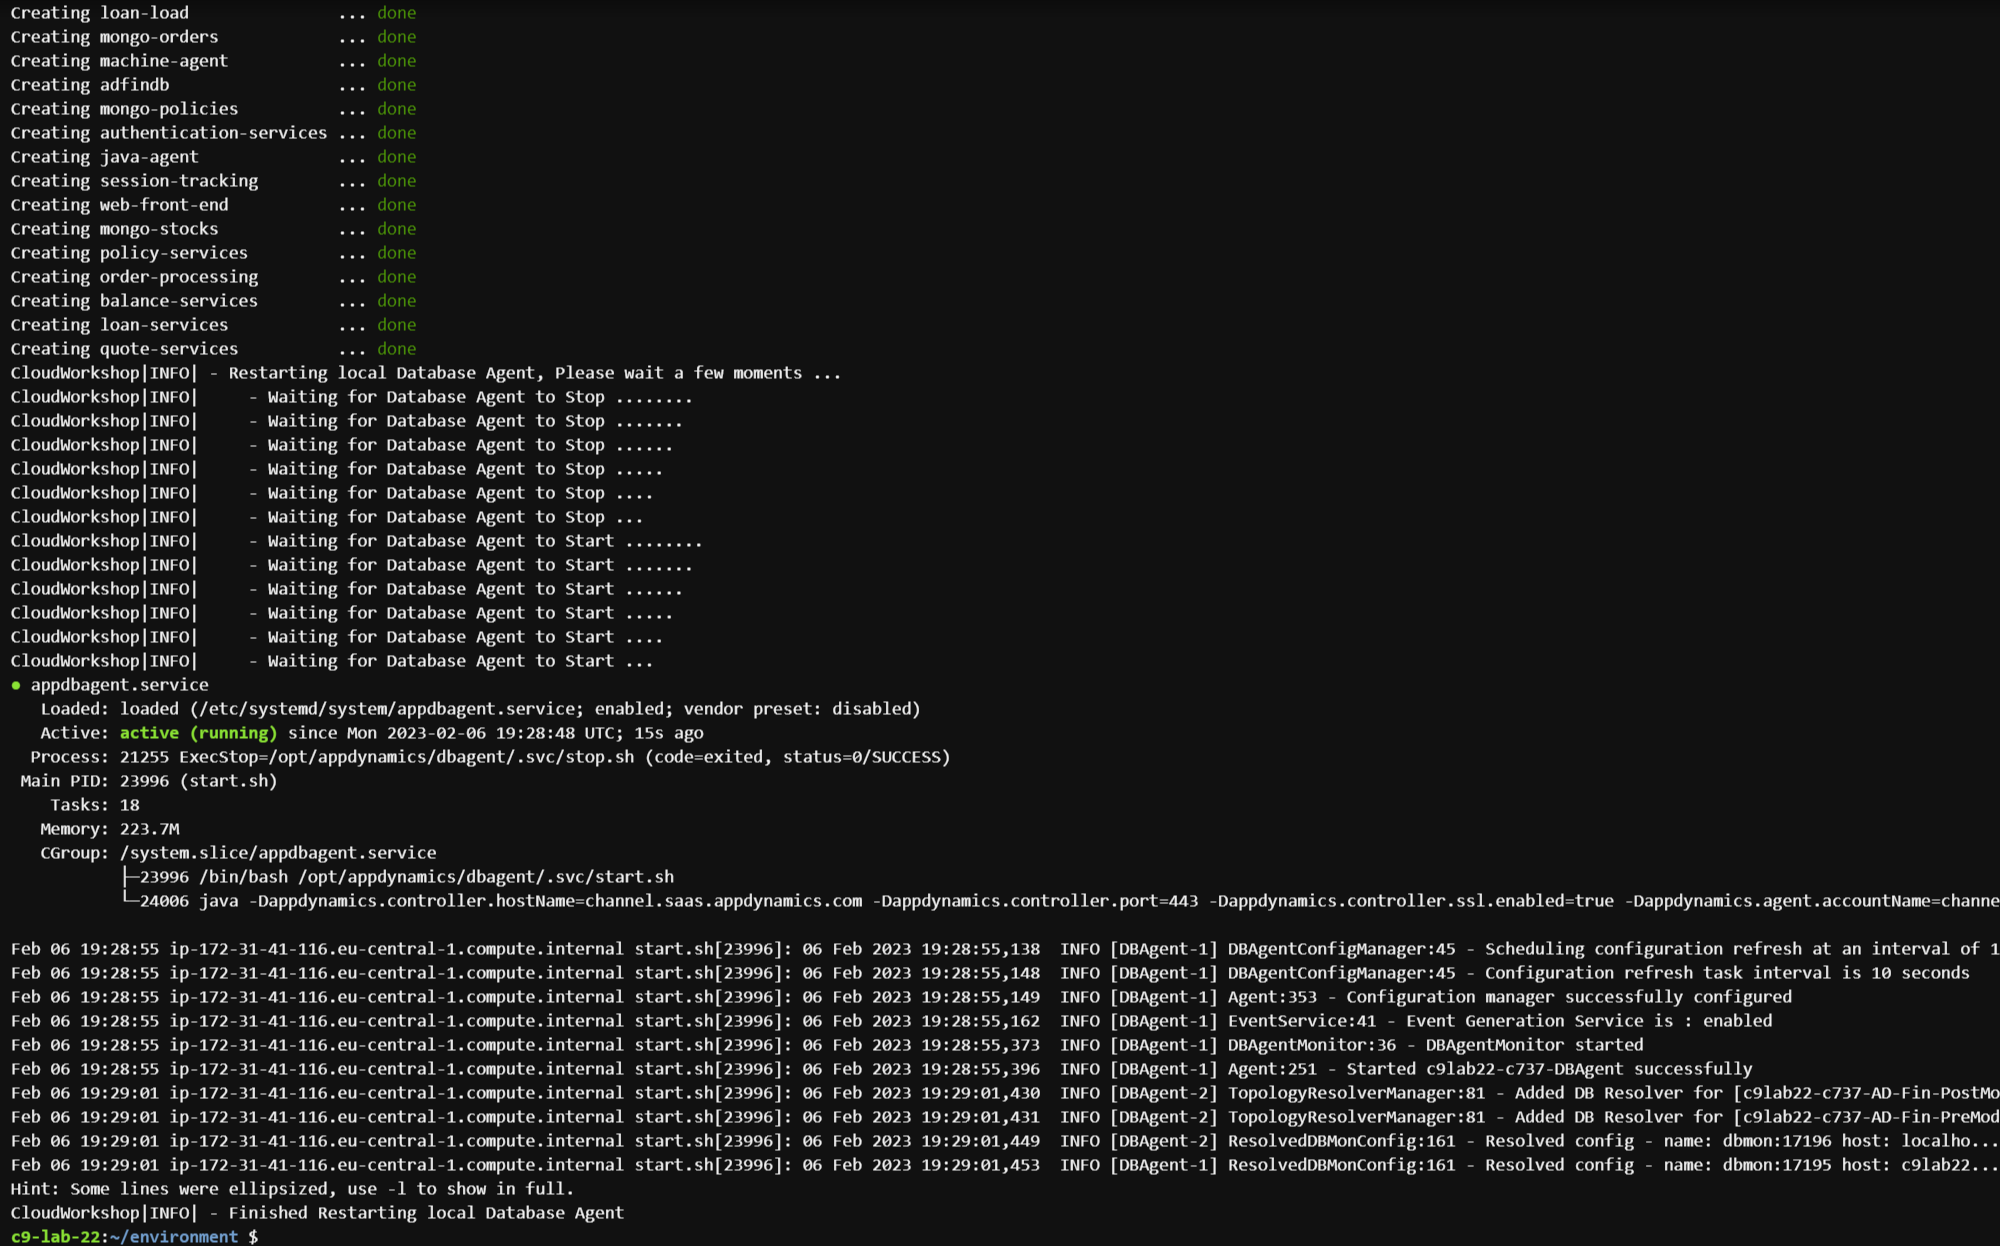 Creating loan-load               ... done
Creating mongo-orders            ... done
Creating machine-agent           ... done
Creating adfindb                 ... done
Creating mongo-policies          ... done
Creating authentication-services ... done
Creating java-agent              ... done
Creating session-tracking        ... done
Creating web-front-end           ... done
Creating mongo-stocks            ... done
Creating policy-services         ... done
Creating order-processing        ... done
Creating balance-services        ... done
Creating loan-services           ... done
Creating quote-services          ... done
CloudWorkshop|INFO| - Restarting local Database Agent, Please wait a few moments ...
CloudWorkshop|INFO|     - Waiting for Database Agent to Stop ........
CloudWorkshop|INFO|     - Waiting for Database Agent to Stop .......
CloudWorkshop|INFO|     - Waiting for Database Agent to Stop ......
CloudWorkshop|INFO|     - Waiting for Database Agent to Stop .....
CloudWorkshop|INFO|     - Waiting for Database Agent to Stop ....
CloudWorkshop|INFO|     - Waiting for Database Agent to Stop ...
CloudWorkshop|INFO|     - Waiting for Database Agent to Start ........
CloudWorkshop|INFO|     - Waiting for Database Agent to Start .......
CloudWorkshop|INFO|     - Waiting for Database Agent to Start ......
CloudWorkshop|INFO|     - Waiting for Database Agent to Start .....
CloudWorkshop|INFO|     - Waiting for Database Agent to Start ....
CloudWorkshop|INFO|     - Waiting for Database Agent to Start ...
● appdbagent.service
   Loaded: loaded (/etc/systemd/system/appdbagent.service; enabled; vendor preset: disabled)
   Active: active (running) since Mon 2023-02-06 19:28:48 UTC; 15s ago
  Process: 21255 ExecStop=/opt/appdynamics/dbagent/.svc/stop.sh (code=exited, status=0/SUCCESS)
 Main PID: 23996 (start.sh)
    Tasks: 18
   Memory: 223.7M
   CGroup: /system.slice/appdbagent.service
           ├─23996 /bin/bash /opt/appdynamics/dbagent/.svc/start.sh
           └─24006 java -Dappdynamics.controller.hostName=channel.saas.appdynamics.com -Dappdynamics.controller.port=443 -Dappdynamics.controller.ssl.enabled=true -Dappdynamics.agent.accountName=channe
Feb 06 19:28:55 ip-172-31-41-116.eu-central-1.compute.internal start.sh[23996]: 06 Feb 2023 19:28:55,138  INFO [DBAgent-1] DBAgentConfigManager:45 - Scheduling configuration refresh at an interval of 1
Feb 06 19:28:55 ip-172-31-41-116.eu-central-1.compute.internal start.sh[23996]: 06 Feb 2023 19:28:55,148  INFO [DBAgent-1] DBAgentConfigManager:45 - Configuration refresh task interval is 10 seconds
Feb 06 19:28:55 ip-172-31-41-116.eu-central-1.compute.internal start.sh[23996]: 06 Feb 2023 19:28:55,149  INFO [DBAgent-1] Agent:353 - Configuration manager successfully configured
Feb 06 19:28:55 ip-172-31-41-116.eu-central-1.compute.internal start.sh[23996]: 06 Feb 2023 19:28:55,162  INFO [DBAgent-1] EventService:41 - Event Generation Service is : enabled
Feb 06 19:28:55 ip-172-31-41-116.eu-central-1.compute.internal start.sh[23996]: 06 Feb 2023 19:28:55,373  INFO [DBAgent-1] DBAgentMonitor:36 - DBAgentMonitor started
Feb 06 19:28:55 ip-172-31-41-116.eu-central-1.compute.internal start.sh[23996]: 06 Feb 2023 19:28:55,396  INFO [DBAgent-1] Agent:251 - Started c9lab22-c737-DBAgent successfully
Feb 06 19:29:01 ip-172-31-41-116.eu-central-1.compute.internal start.sh[23996]: 06 Feb 2023 19:29:01,430  INFO [DBAgent-2] TopologyResolverManager:81 - Added DB Resolver for [c9lab22-c737-AD-Fin-PostMo
Feb 06 19:29:01 ip-172-31-41-116.eu-central-1.compute.internal start.sh[23996]: 06 Feb 2023 19:29:01,431  INFO [DBAgent-2] TopologyResolverManager:81 - Added DB Resolver for [c9lab22-c737-AD-Fin-PreMod
Feb 06 19:29:01 ip-172-31-41-116.eu-central-1.compute.internal start.sh[23996]: 06 Feb 2023 19:29:01,449  INFO [DBAgent-2] ResolvedDBMonConfig:161 - Resolved config - name: dbmon:17196 host: localho...
Feb 06 19:29:01 ip-172-31-41-116.eu-central-1.compute.internal start.sh[23996]: 06 Feb 2023 19:29:01,453  INFO [DBAgent-1] ResolvedDBMonConfig:161 - Resolved config - name: dbmon:17195 host: c9lab22...
Hint: Some lines were ellipsized, use -l to show in full.
CloudWorkshop|INFO| - Finished Restarting local Database Agent
c9-lab-22:~/environment $